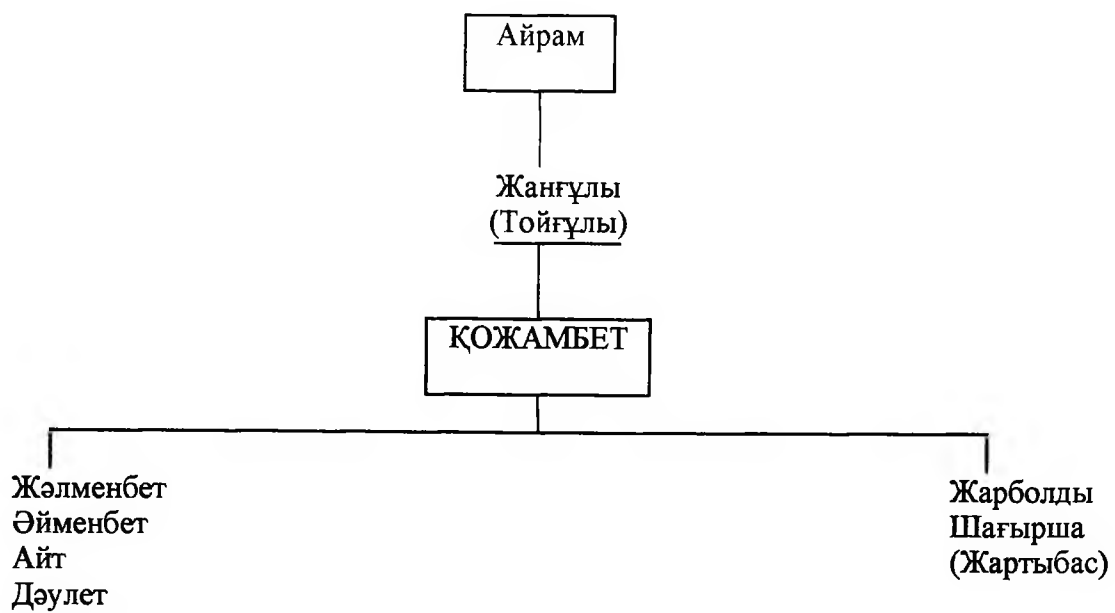 Айрам
Жанғұлы
(Тойғұлы)
ҚОЖАМБЕТ
Жәлменбет
Әйменбет
Айт
Дәулет
Жарболды
Шағырша
(Жартыбас)